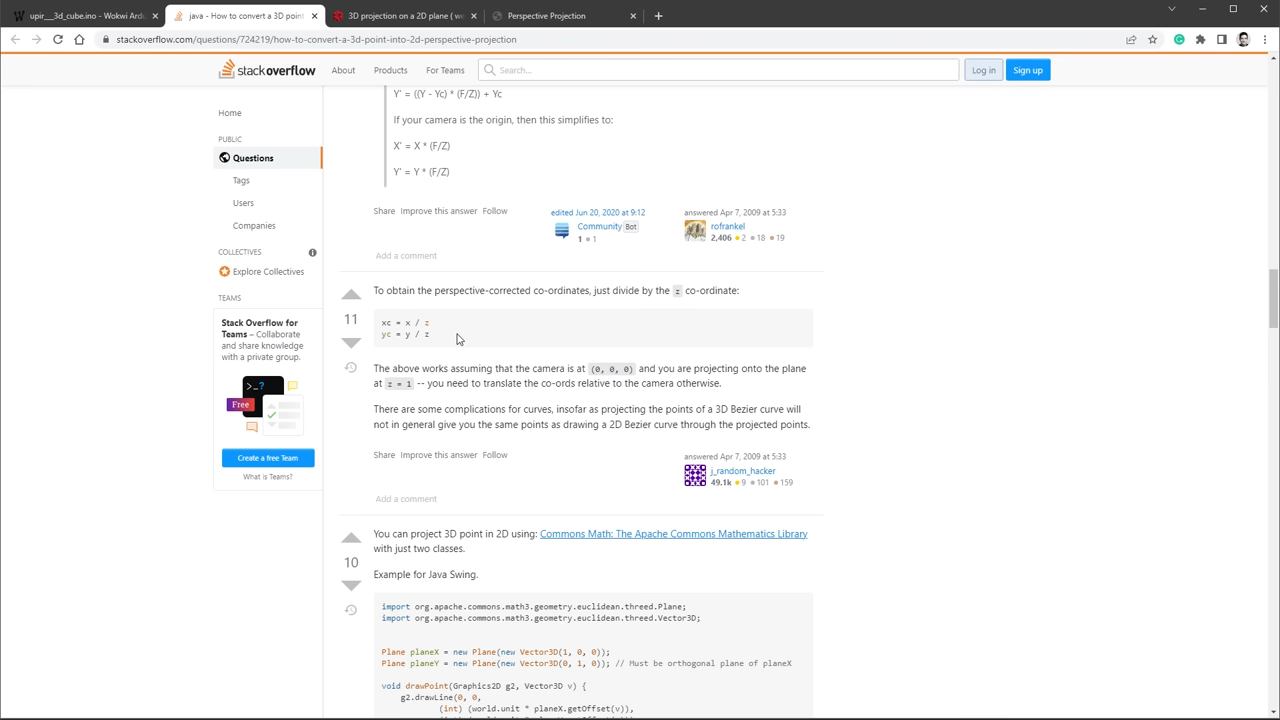 upir___3d_cube.ino - Wokwi Ardu
java - How to convert a 3D point
3D projection on a 2D plane ( we
Perspective Projection
stackoverflow.com/questions/724219/how-to-convert-a-3d-point-into-2d-perspective-projection
stackoverflow
About
Products
For Teams
Search...
Log in
Sign up
Home
PUBLIC
Questions
Tags
Users
Companies
COLLECTIVES
Explore Collectives
TEAMS
Stack Overflow for
Teams – Collaborate
and share knowledge
with a private group.
>_?
Free
Create a free Team
What is Teams?
Y' = ((Y - Yc) * (F/Z)) + Yc
If your camera is the origin, then this simplifies to:
X' = X * (F/Z)
Y' = Y * (F/Z)
Share Improve this answer Follow
edited Jun 20, 2020 at 9:12
Community Bot
1 1
answered Apr 7, 2009 at 5:33
rofrankel
2,406 2 18 19
Add a comment
11
To obtain the perspective-corrected co-ordinates, just divide by the z co-ordinate:
xc = x / z
yc = y / z
The above works assuming that the camera is at (0, 0, 0) and you are projecting onto the plane
at z = 1 -- you need to translate the co-ords relative to the camera otherwise.
There are some complications for curves, insofar as projecting the points of a 3D Bezier curve will
not in general give you the same points as drawing a 2D Bezier curve through the projected points.
Share Improve this answer Follow
answered Apr 7, 2009 at 5:33
j_random_hacker
49.1k 9 101 159
Add a comment
10
You can project 3D point in 2D using: Commons Math: The Apache Commons Mathematics Library
with just two classes.
Example for Java Swing.
import org.apache.commons.math3.geometry.euclidean.threed.Plane;
import org.apache.commons.math3.geometry.euclidean.threed.Vector3D;
Plane planeX = new Plane(new Vector3D(1, 0, 0));
Plane planeY = new Plane(new Vector3D(0, 1, 0)); // Must be orthogonal plane of planeX
void drawPoint(Graphics2D g2, Vector3D v) {
g2.drawLine(0, 0,
(int) (world.unit * planeX.getOffset(v)),